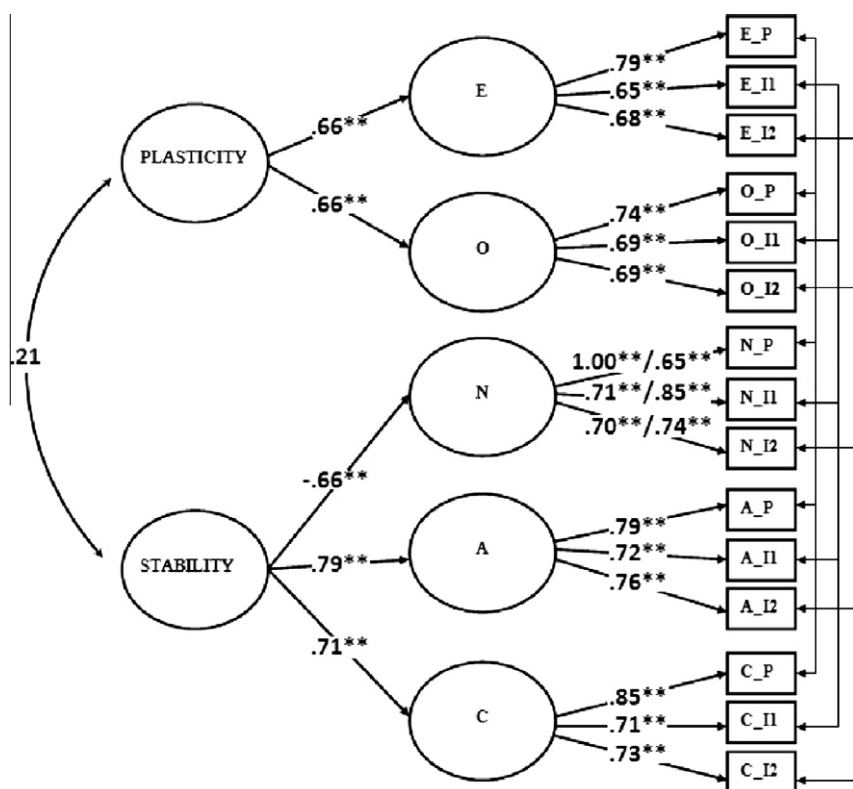 E_P
.79**
E
.65**
E_I1
.68**
E_I2
.66**
PLASTICITY
.66**
O_P
.74**
O
.69**
O_I1
.69**
O_I2
.21
N_P
1.00**/.65**
N
.71**/.85**
N_I1
.70**/.74**
N_I2
-.66**
A_P
.79**
A
.72**
A_I1
.76**
A_I2
STABILITY
.79**
.71**
C_P
.85**
C
.71**
C_I1
.73**
C_I2